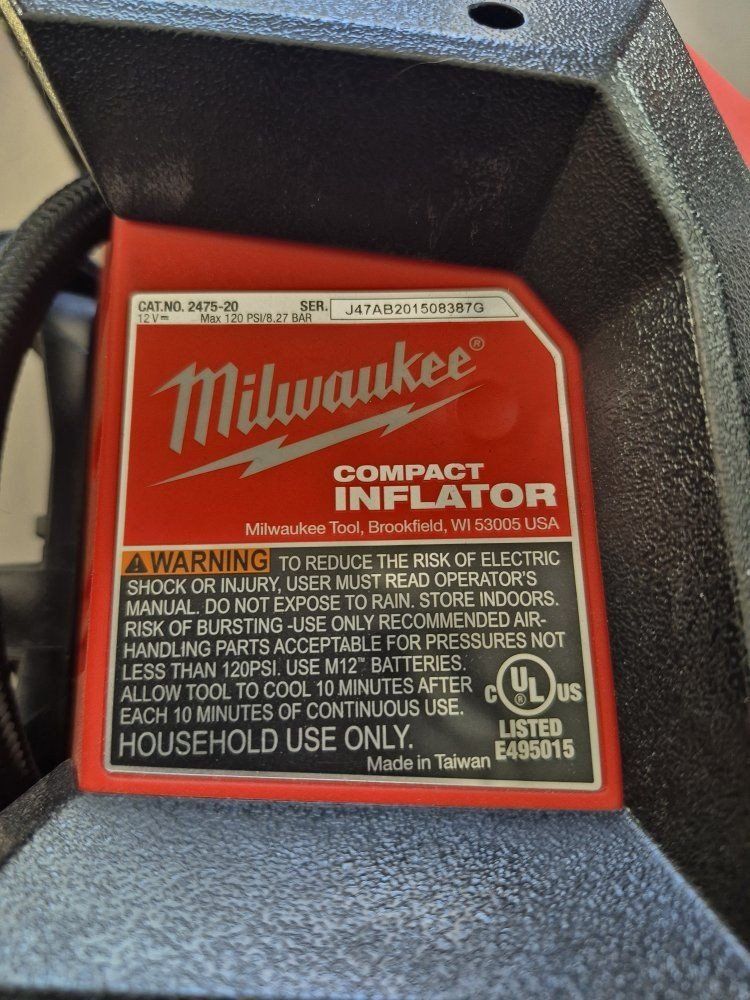 CAT.NO. 2475-20 SER. J47AB201508387G
12 V⎓ Max 120 PSI/8.27 BAR
Milwaukee®
COMPACT
INFLATOR
Milwaukee Tool, Brookfield, WI 53005 USA
⚠WARNING TO REDUCE THE RISK OF ELECTRIC
SHOCK OR INJURY, USER MUST READ OPERATOR'S
MANUAL. DO NOT EXPOSE TO RAIN. STORE INDOORS.
RISK OF BURSTING -USE ONLY RECOMMENDED AIR-
HANDLING PARTS ACCEPTABLE FOR PRESSURES NOT
LESS THAN 120PSI. USE M12™ BATTERIES.
ALLOW TOOL TO COOL 10 MINUTES AFTER
EACH 10 MINUTES OF CONTINUOUS USE.
HOUSEHOLD USE ONLY.
Made in Taiwan
C UL® US
LISTED
E495015